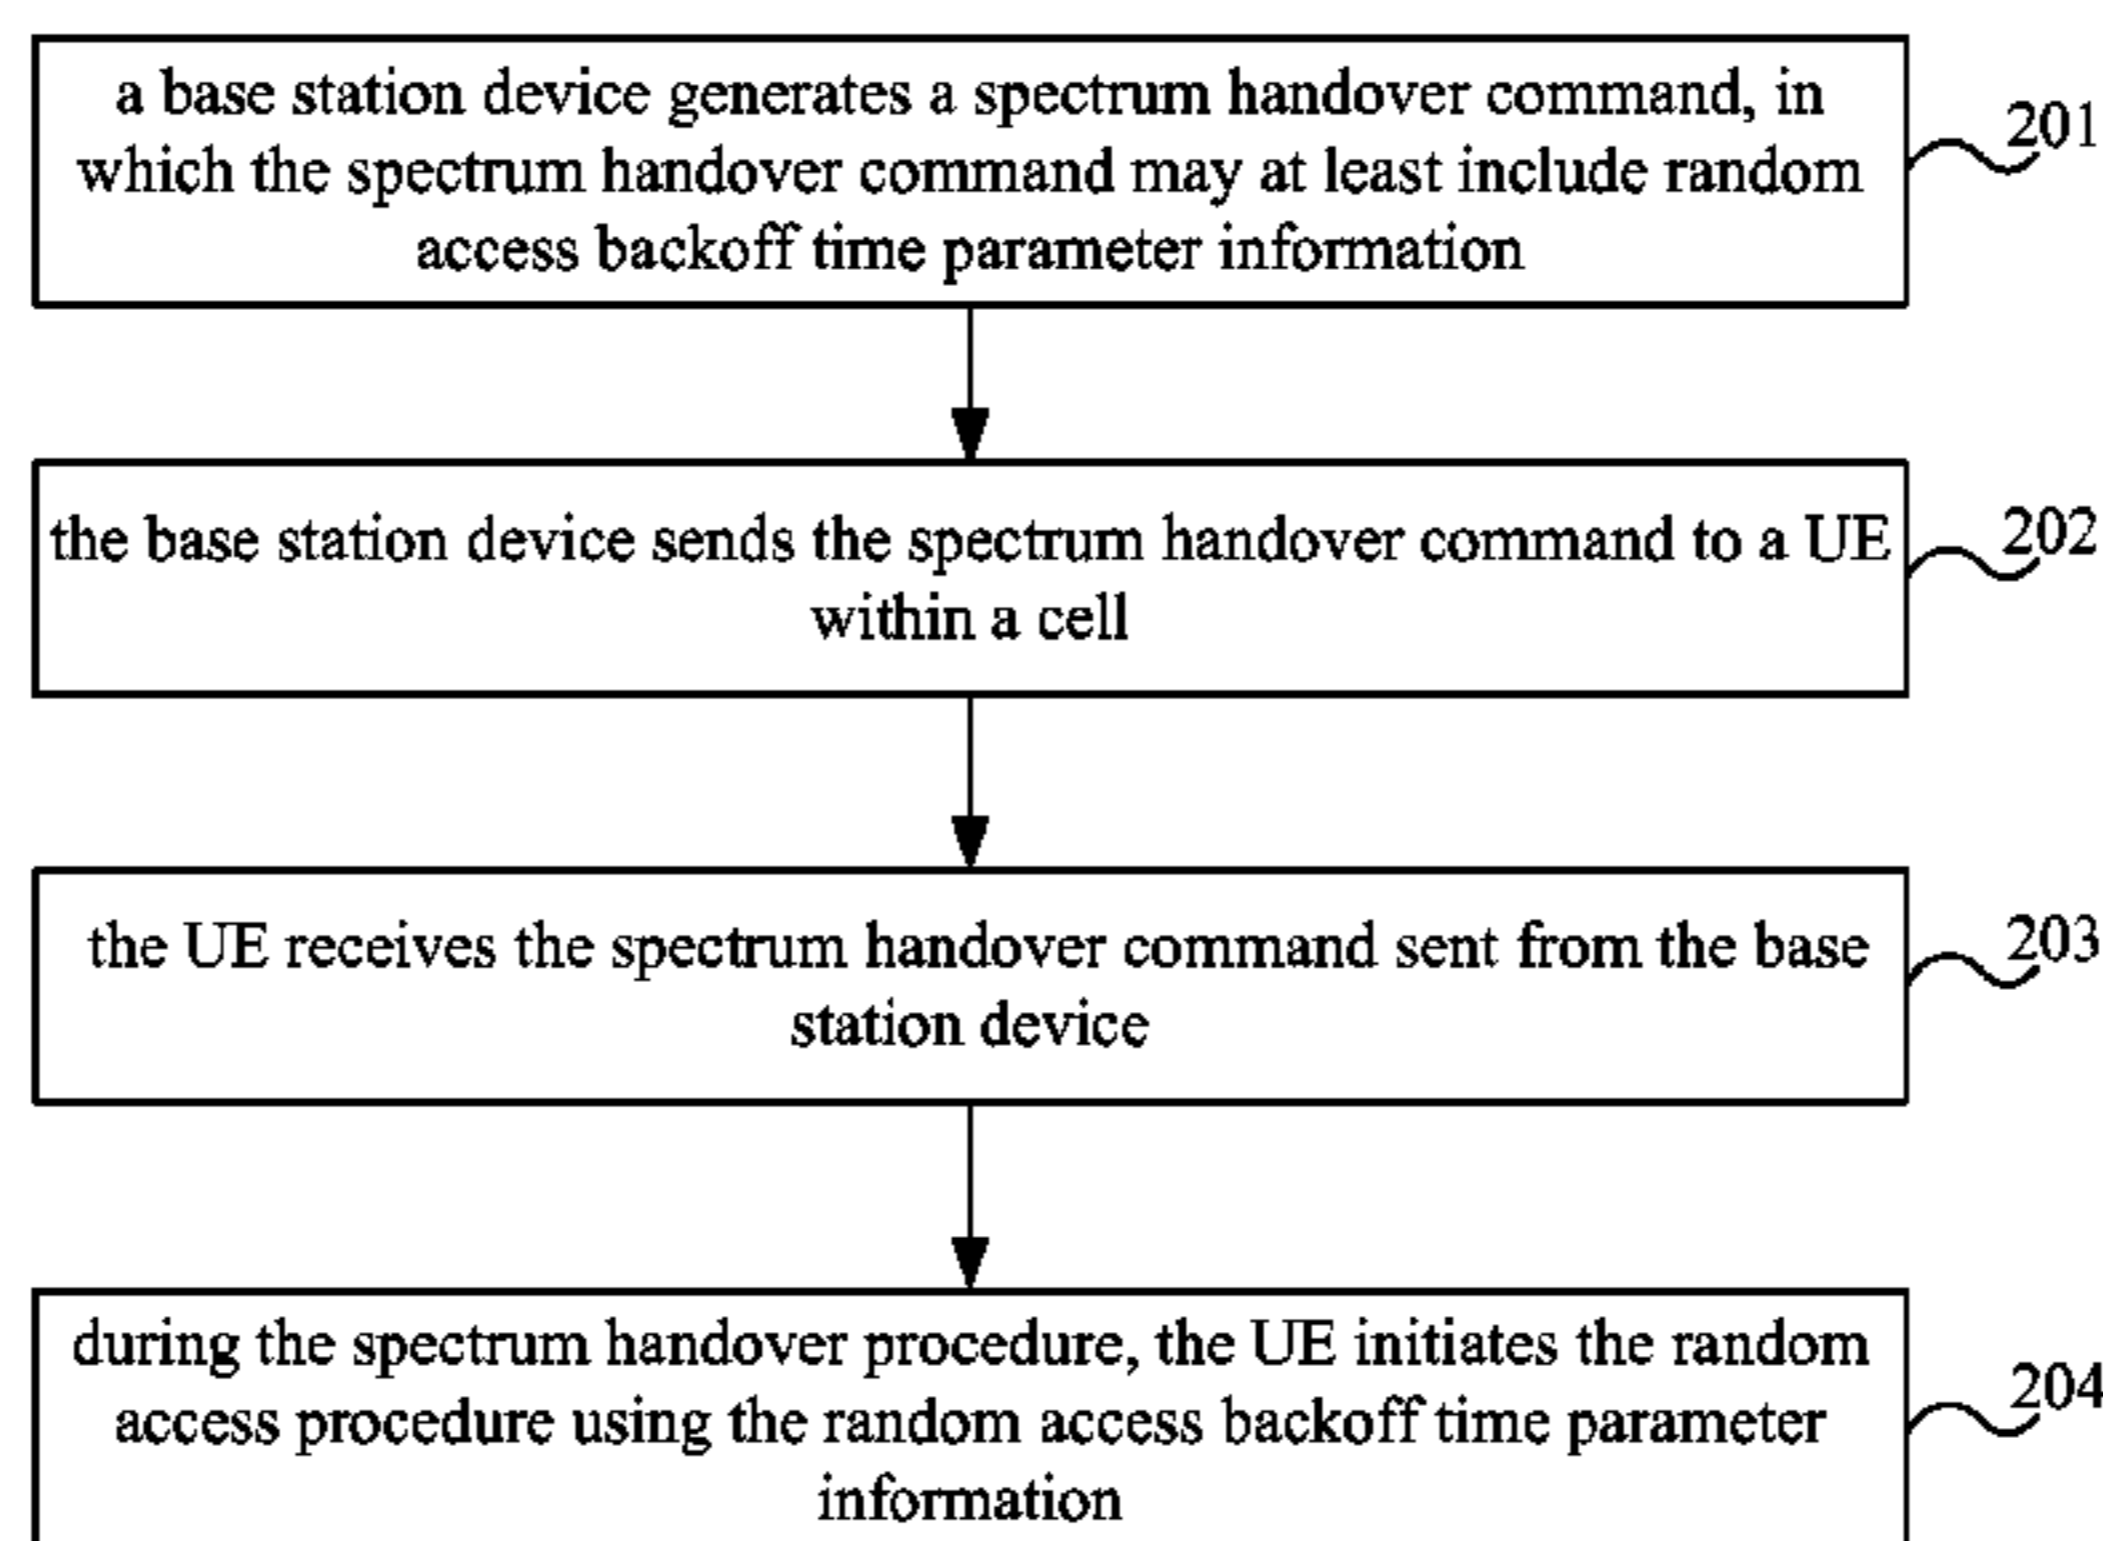 a base station device generates a spectrum handover command, in
which the spectrum handover command may at least include random
access backoff time parameter information
201
the base station device sends the spectrum handover command to a UE
within a cell
202
the UE receives the spectrum handover command sent from the base
station device
203
during the spectrum handover procedure, the UE initiates the random
access procedure using the random access backoff time parameter
information
204